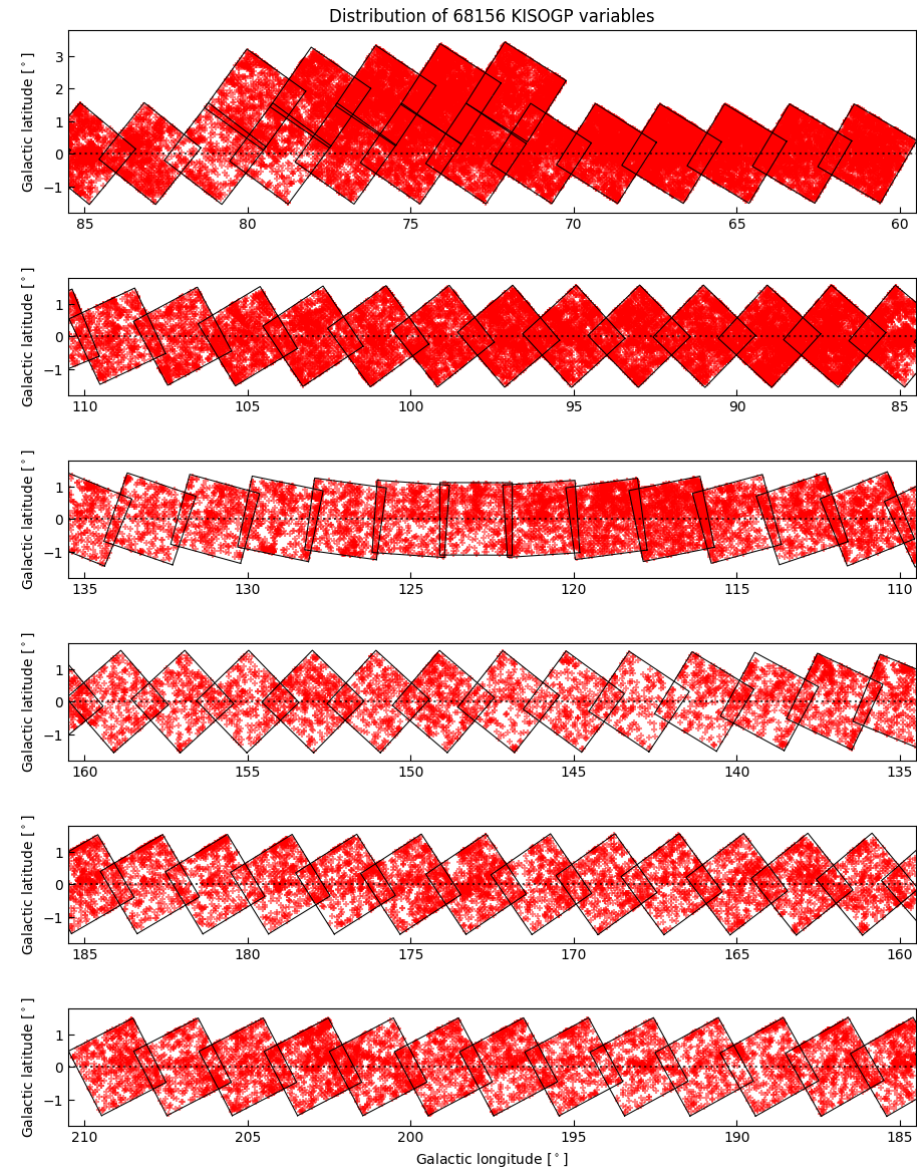 Distribution of 68156 KISOGP variables
Galactic latitude [°]
3
2
1
0
−1
85 80 75 70 65 60
Galactic latitude [°]
1
0
−1
110 105 100 95 90 85
Galactic latitude [°]
1
0
−1
135 130 125 120 115 110
Galactic latitude [°]
1
0
−1
160 155 150 145 140 135
Galactic latitude [°]
1
0
−1
185 180 175 170 165 160
Galactic latitude [°]
1
0
−1
210 205 200 195 190 185
Galactic longitude [°]